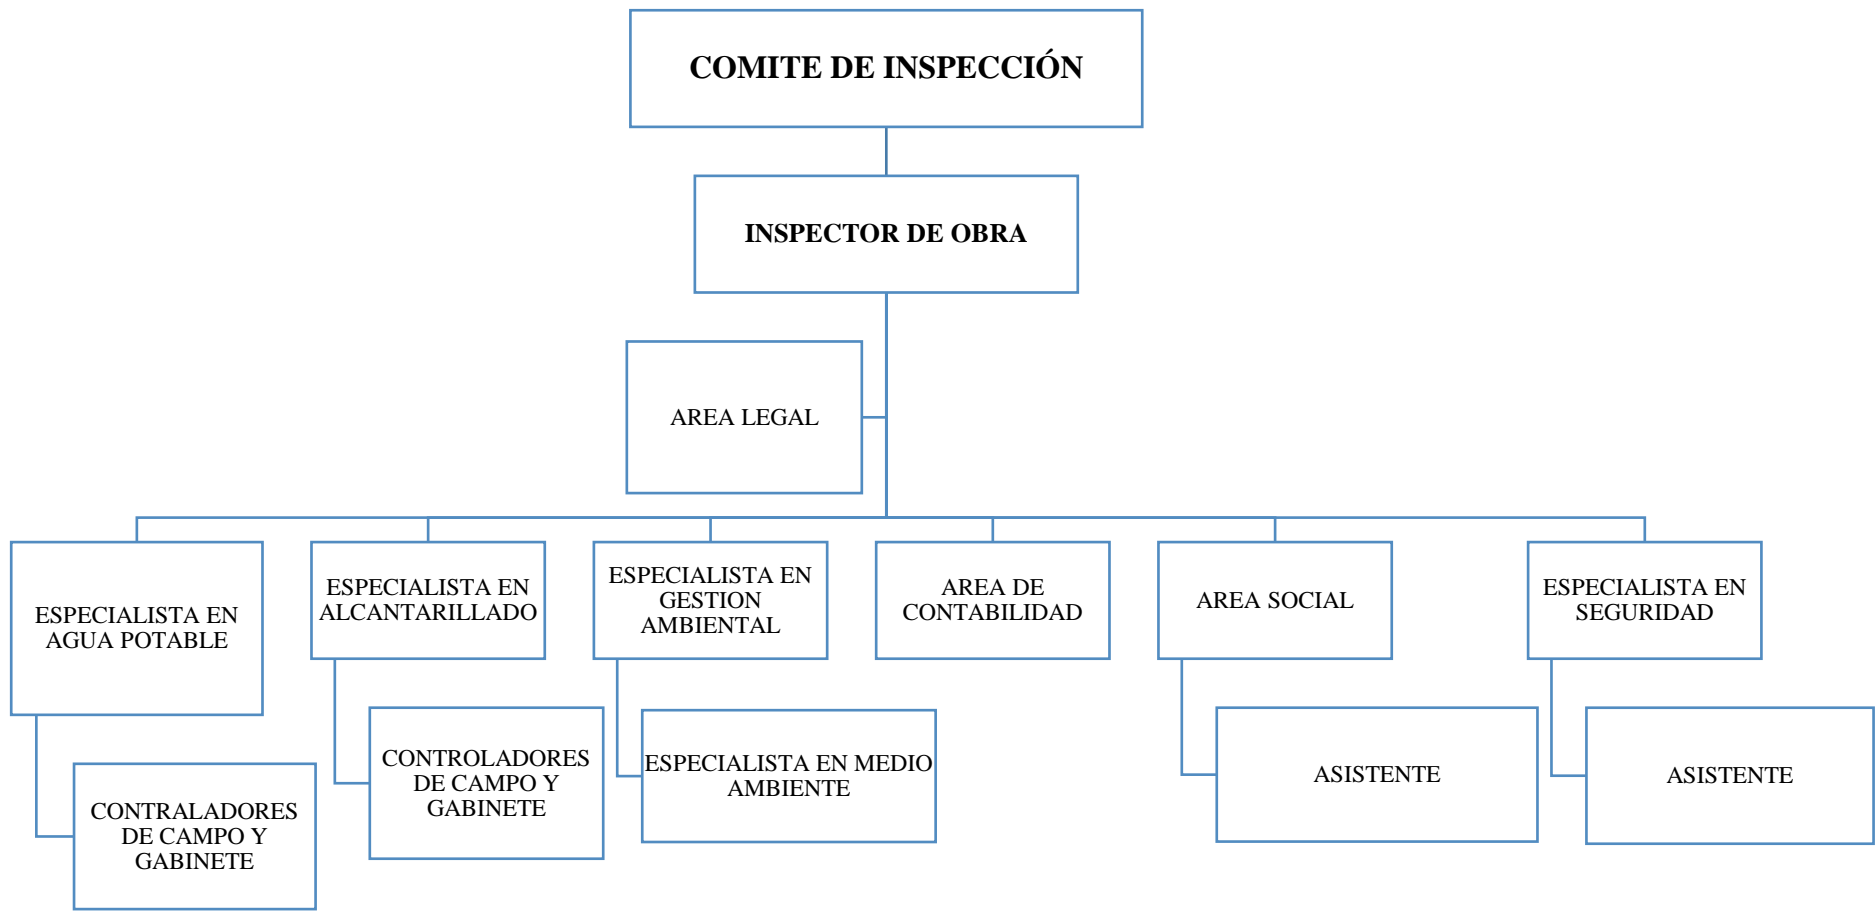 COMITE DE INSPECCIÓN
INSPECTOR DE OBRA
AREA LEGAL
ESPECIALISTA EN
AGUA POTABLE
ESPECIALISTA EN
ALCANTARILLADO
ESPECIALISTA EN
GESTION
AMBIENTAL
AREA DE
CONTABILIDAD
AREA SOCIAL
ESPECIALISTA EN
SEGURIDAD
CONTRALADORES
DE CAMPO Y
GABINETE
CONTROLADORES
DE CAMPO Y
GABINETE
ESPECIALISTA EN MEDIO
AMBIENTE
ASISTENTE
ASISTENTE